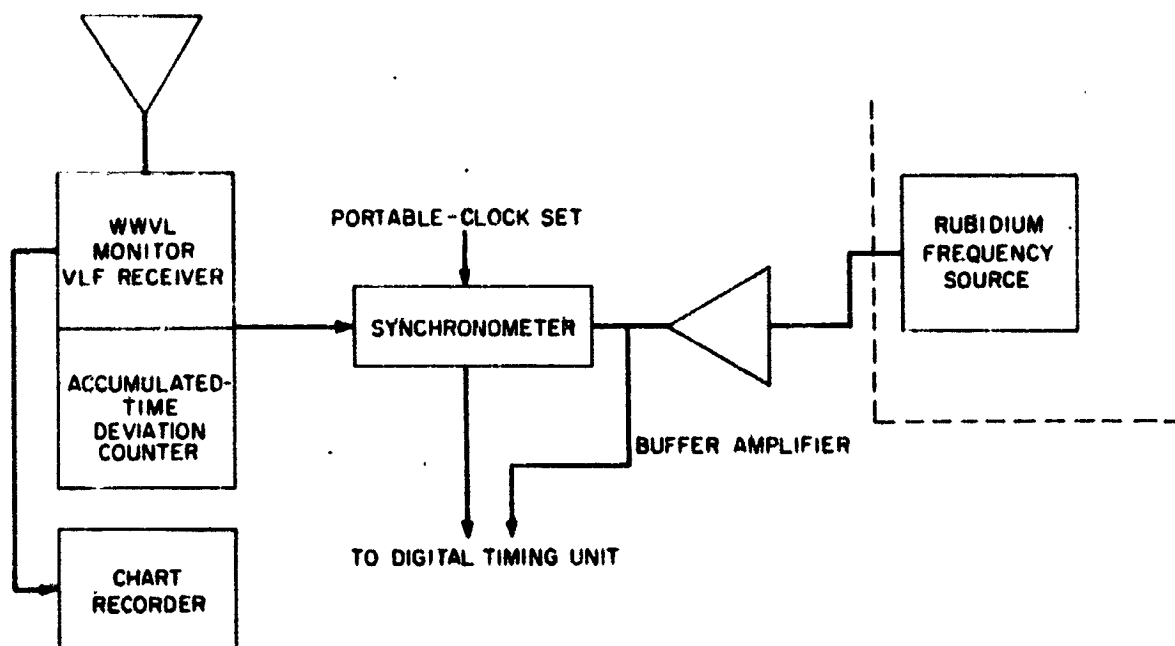 WWVL
MONITOR
VLF RECEIVER
ACCUMULATED-
TIME
DEVIATION
COUNTER
CHART
RECORDER
PORTABLE-CLOCK SET
SYNCHRONOMETER
BUFFER AMPLIFIER
TO DIGITAL TIMING UNIT
RUBIDIUM
FREQUENCY
SOURCE